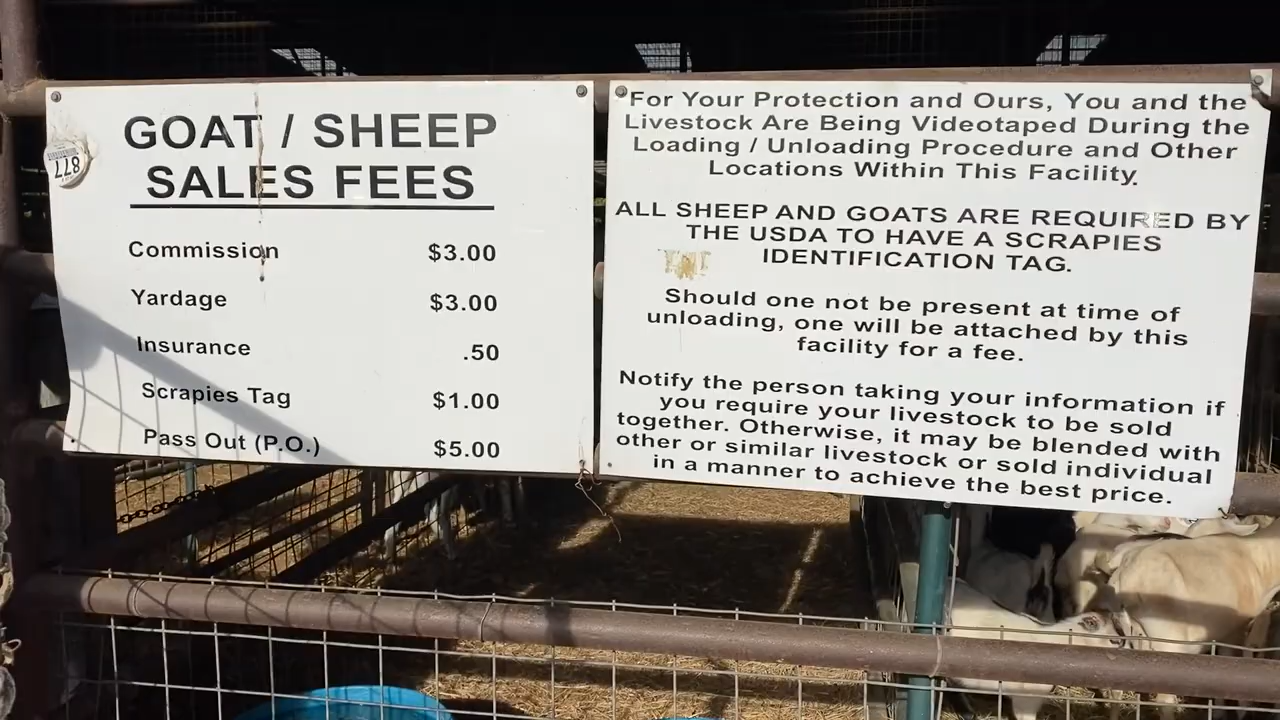 GOAT / SHEEP
SALES FEES
Commission $3.00
Yardage $3.00
Insurance .50
Scrapies Tag $1.00
Pass Out (P.O.) $5.00
877
For Your Protection and Ours, You and the
Livestock Are Being Videotaped During the
Loading / Unloading Procedure and Other
Locations Within This Facility.
ALL SHEEP AND GOATS ARE REQUIRED BY
THE USDA TO HAVE A SCRAPIES
IDENTIFICATION TAG.
Should one not be present at time of
unloading, one will be attached by this
facility for a fee.
Notify the person taking your information if
you require your livestock to be sold
together. Otherwise, it may be blended with
other or similar livestock or sold individual
in a manner to achieve the best price.